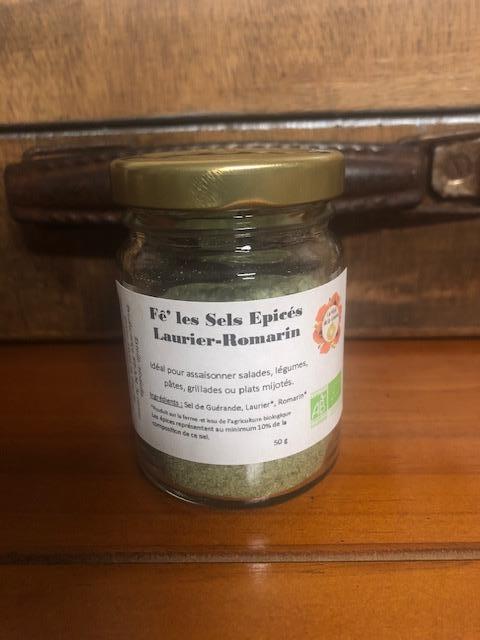 Fê' les Sels Epicés
Laurier-Romarin
Idéal pour assaisonner salades, légumes,
pâtes, grillades ou plats mijotés.
Ingrédients : Sel de Guérande, Laurier*, Romarin*
*Produit sur la ferme et issu de l'agriculture biologique
Les épices représentent au minimum 10% de la
composition de ce sel.
50 g
AB